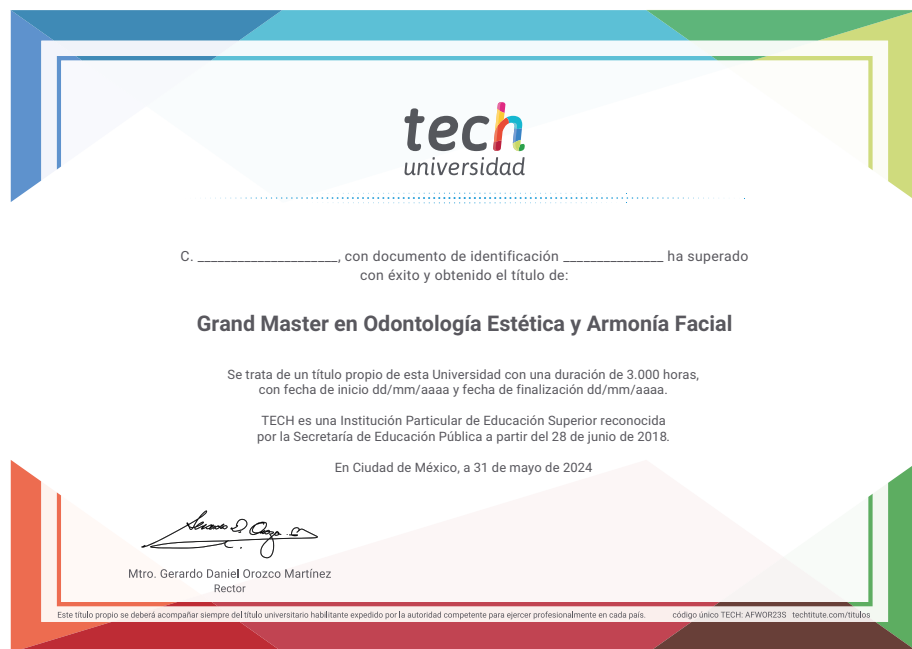 tech
universidad
C. _____________________, con documento de identificación _______________ ha superado
con éxito y obtenido el título de:
Grand Master en Odontología Estética y Armonía Facial
Se trata de un título propio de esta Universidad con una duración de 3.000 horas,
con fecha de inicio dd/mm/aaaa y fecha de finalización dd/mm/aaaa.
TECH es una Institución Particular de Educación Superior reconocida
por la Secretaría de Educación Pública a partir del 28 de junio de 2018.
En Ciudad de México, a 31 de mayo de 2024
Mtro. Gerardo Daniel Orozco Martínez
Rector
Este título propio se deberá acompañar siempre del título universitario habilitante expedido por la autoridad competente para ejercer profesionalmente en cada país. código único TECH: AFWOR23S techtitute.com/titulos